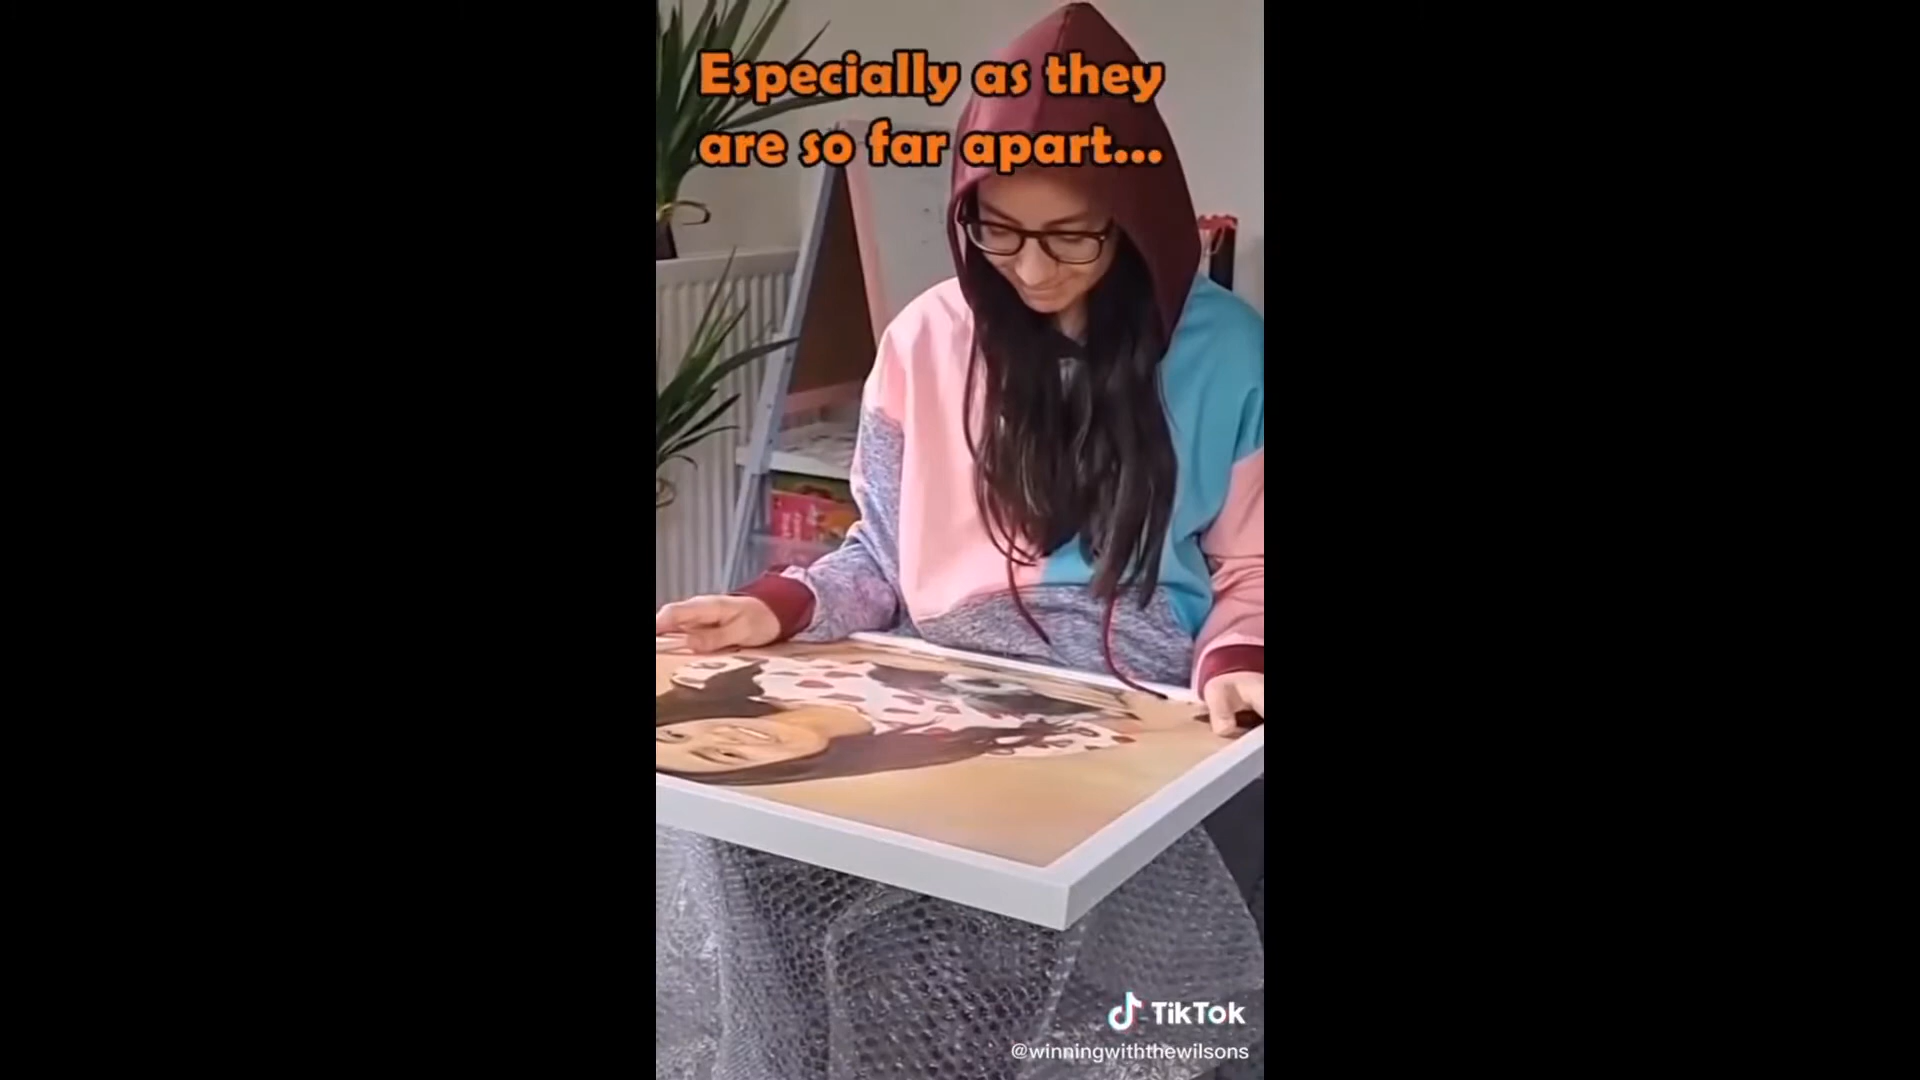 Especially as they
are so far apart...
TikTok
@winningwiththewilsons